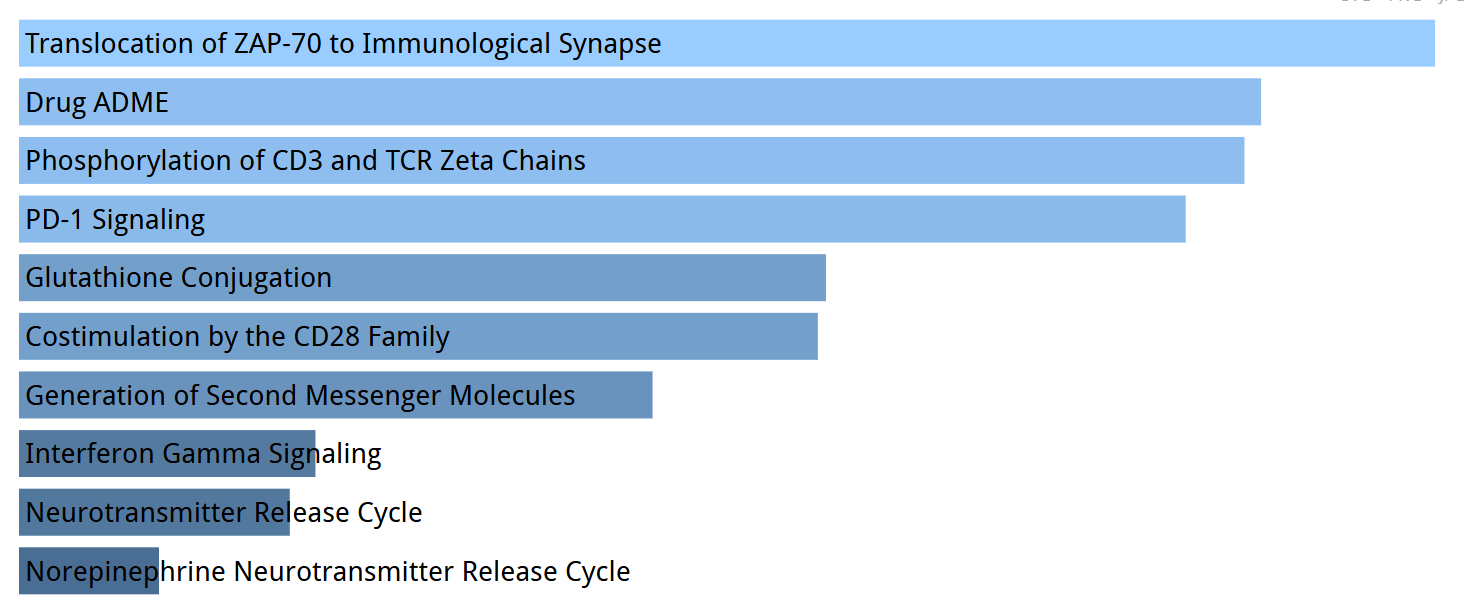 Translocation of ZAP-70 to Immunological Synapse
Drug ADME
Phosphorylation of CD3 and TCR Zeta Chains
PD-1 Signaling
Glutathione Conjugation
Costimulation by the CD28 Family
Generation of Second Messenger Molecules
Interferon Gamma Signaling
Neurotransmitter Release Cycle
Norepinephrine Neurotransmitter Release Cycle